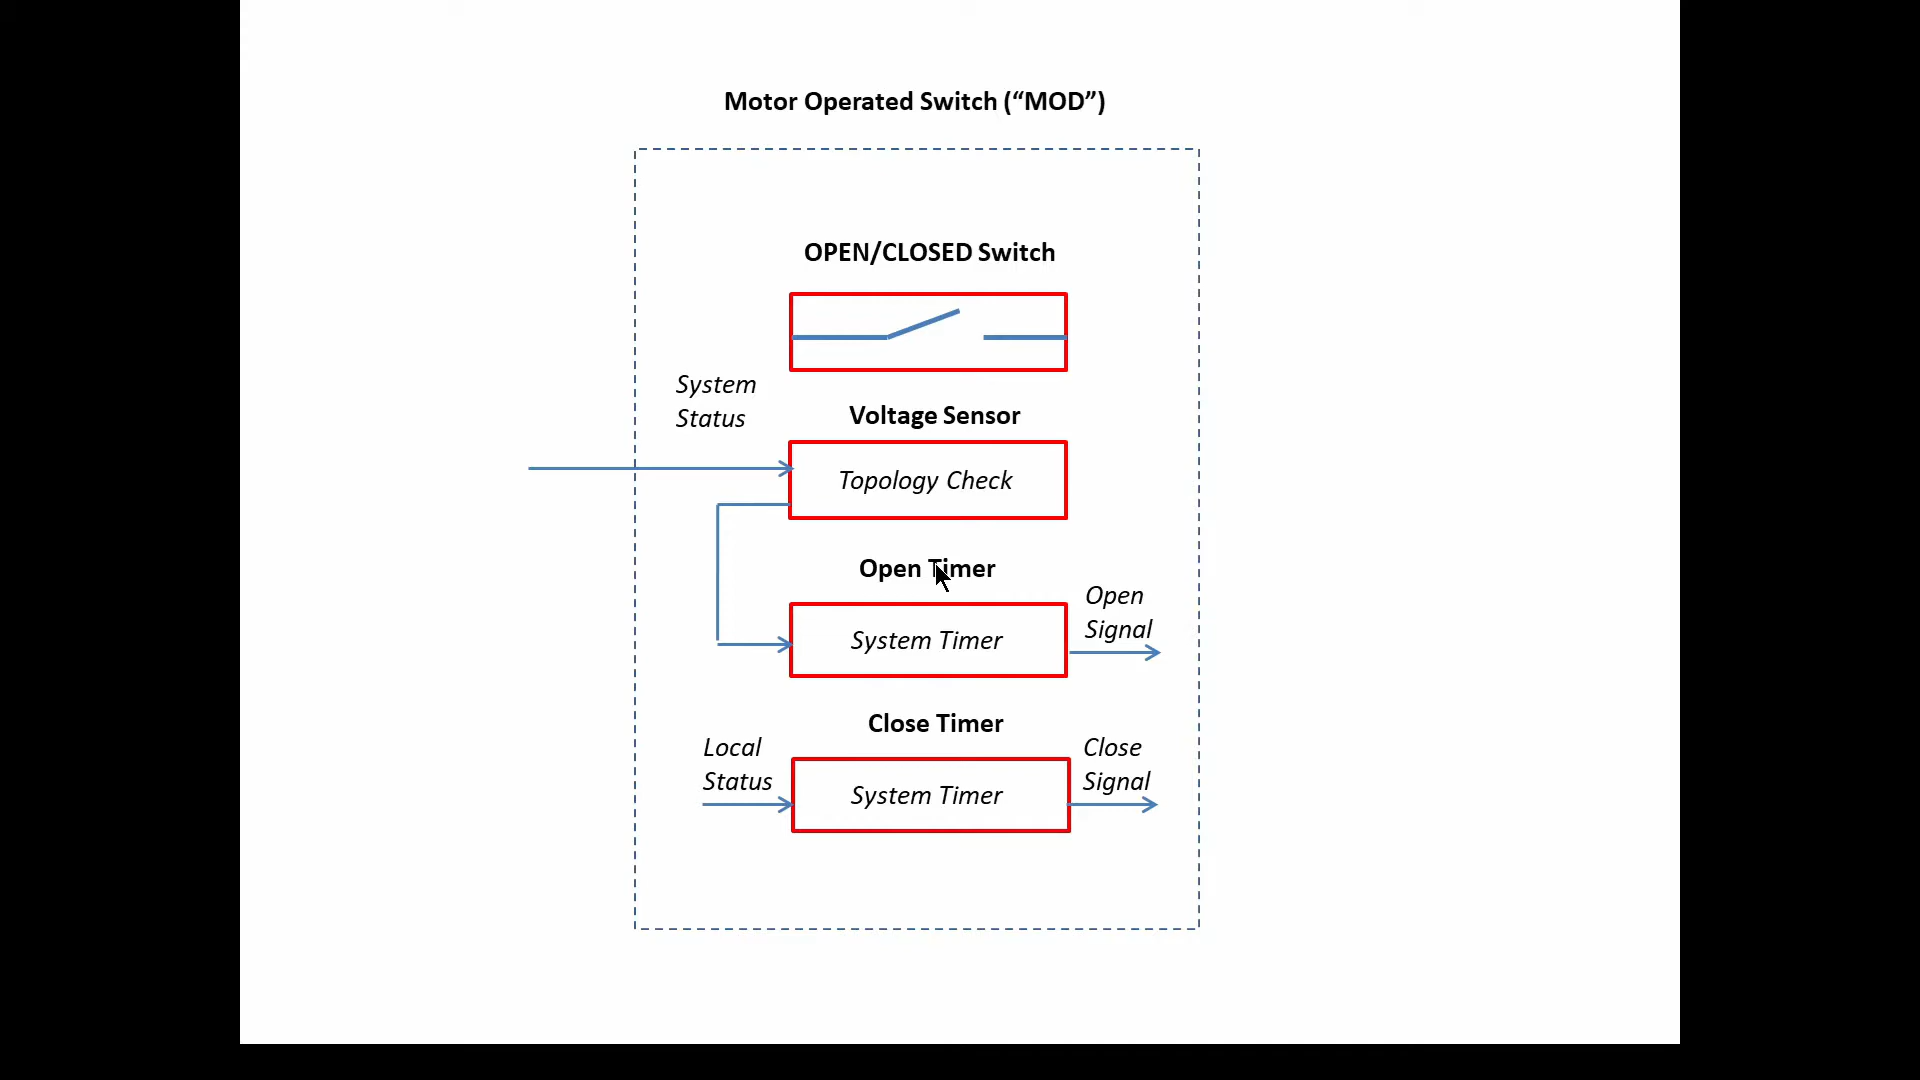 Motor Operated Switch (“MOD”)
OPEN/CLOSED Switch
System
Status
Voltage Sensor
Topology Check
Open Timer
Open
Signal
System Timer
Close Timer
Local
Status
System Timer
Close
Signal